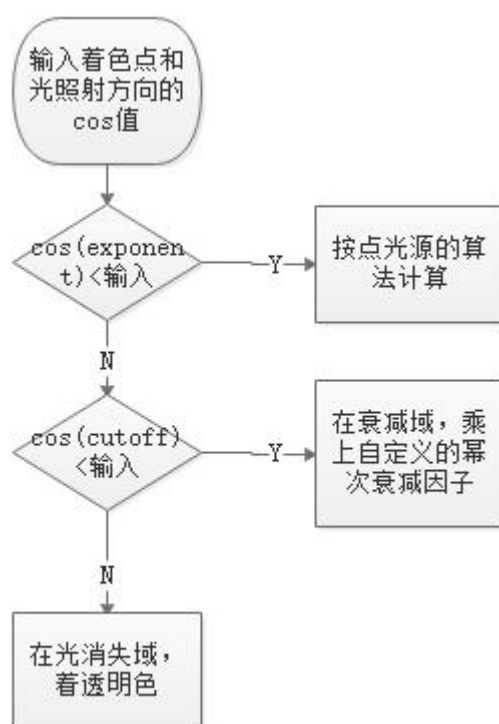 输入着色点和
光照射方向的
cos值
cos(exponen
t)<输入
Y
按点光源的算
法计算
N
cos(cutoff)
<输入
Y
在衰减域，乘
上自定义的幂
次衰减因子
N
在光消失域，
着透明色